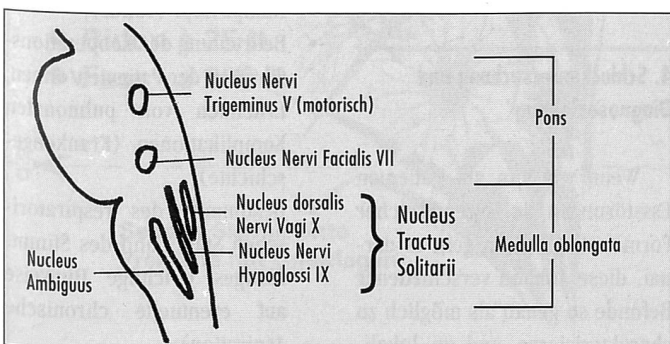 Nucleus Nervi
Trigeminus V (motorisch)
Nucleus Nervi Facialis VII
Nucleus dorsalis
Nervi Vagi X
Nucleus Nervi
Hypoglossi IX
Nucleus
Ambiguus
Nucleus
Tractus
Solitarii
Pons
Medulla oblongata